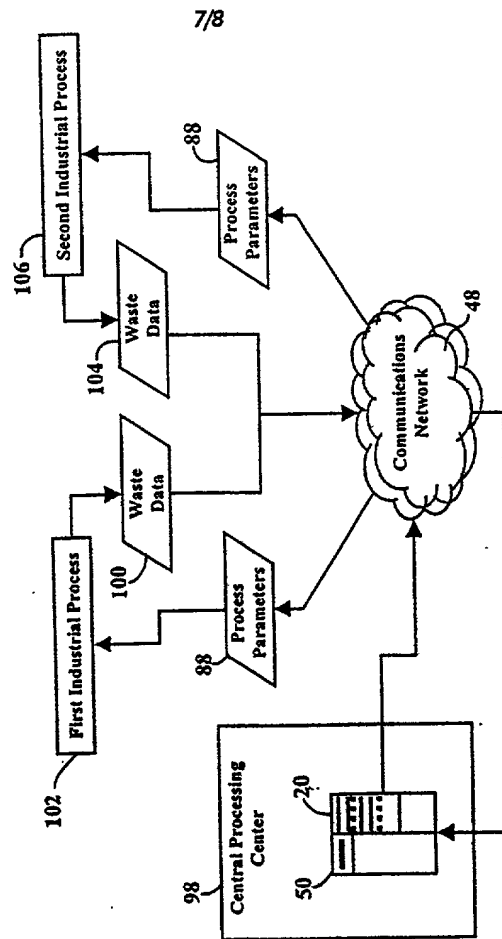 7/8
102
First Industrial Process
106
Second Industrial Process
100
Waste
Data
104
Waste
Data
88
Process
Parameters
88
Process
Parameters
98
Central Processing
Center
50
20
Communications
Network
48